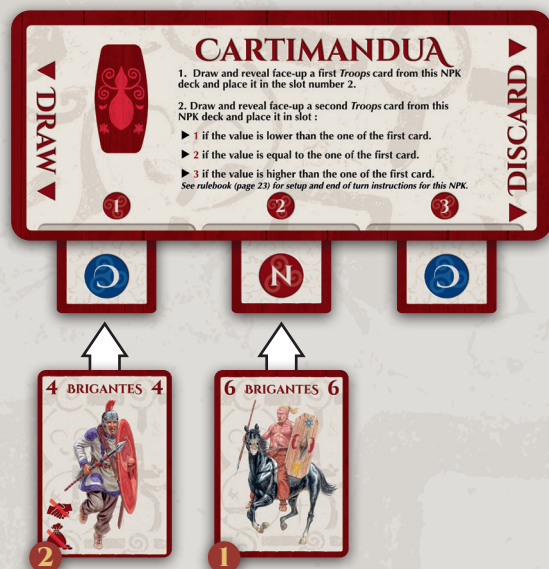 CARTIMANDUA
◀ DRAW ◀
1. Draw and reveal face-up a first Troops card from this NPK
deck and place it in the slot number 2.
2. Draw and reveal face-up a second Troops card from this
NPK deck and place it in slot :
▶ 1 if the value is lower than the one of the first card.
▶ 2 if the value is equal to the one of the first card.
▶ 3 if the value is higher than the one of the first card.
See rulebook (page 23) for setup and end of turn instructions for this NPK.
▶ DISCARD ▶
1 2 3
C N C
4 BRIGANTES 4
2
6 BRIGANTES 6
1